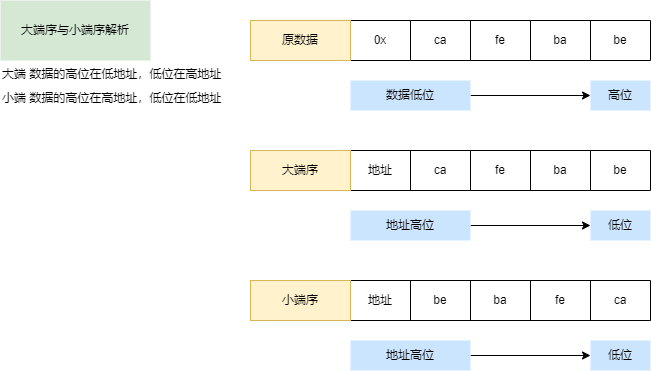 大端序与小端序解析
大端 数据的高位在低地址，低位在高地址
小端 数据的高位在高地址，低位在低地址
原数据 0x ca fe ba be
数据低位 高位
大端序 地址 ca fe ba be
地址高位 低位
小端序 地址 be ba fe ca
地址高位 低位